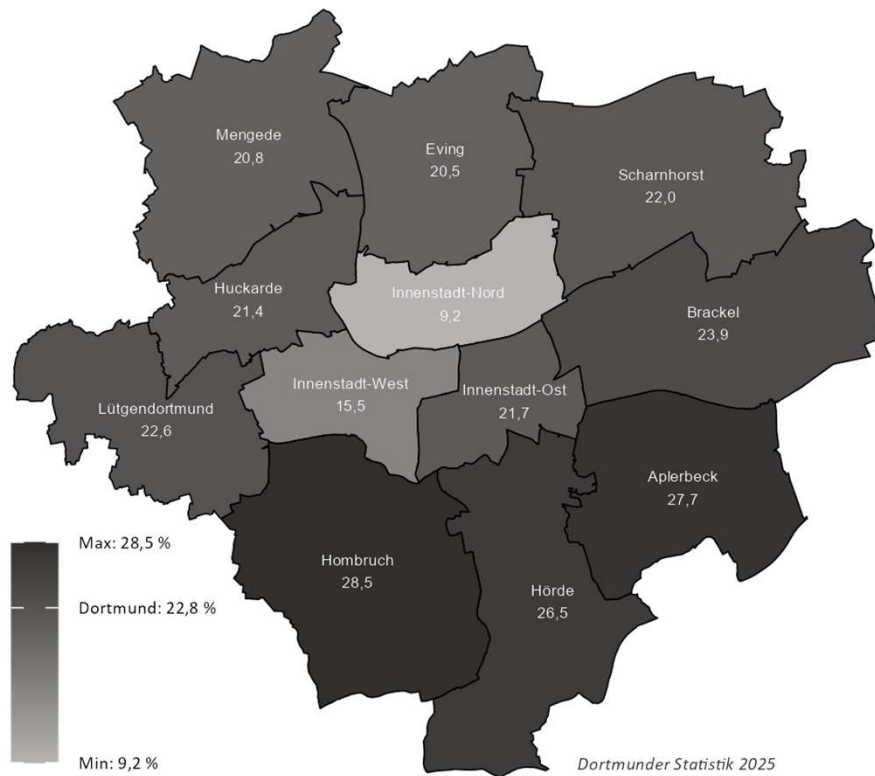 Mengede
20,8
Eving
20,5
Scharnhorst
22,0
Huckarde
21,4
Innenstadt-Nord
9,2
Brackel
23,9
Lütgendortmund
22,6
Innenstadt-West
15,5
Innenstadt-Ost
21,7
Aplerbeck
27,7
Hombruch
28,5
Hörde
26,5
Max: 28,5 %
Dortmund: 22,8 %
Min: 9,2 %
Dortmunder Statistik 2025